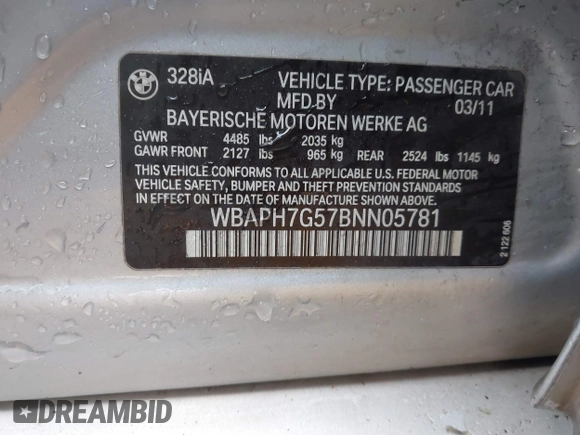 BMW
328iA
VEHICLE TYPE: PASSENGER CAR
MFD.BY 03/11
BAYERISCHE MOTOREN WERKE AG
GVWR 4485 lbs 2035 kg
GAWR FRONT 2127 lbs 965 kg REAR 2524 lbs 1145 kg
THIS VEHICLE CONFORMS TO ALL APPLICABLE U.S. FEDERAL MOTOR
VEHICLE SAFETY, BUMPER AND THEFT PREVENTION STANDARDS
IN EFFECT ON THE DATE OF MANUFACTURE SHOWN ABOVE.
WBAPH7G57BNN05781
2 122 606
DREAMBID